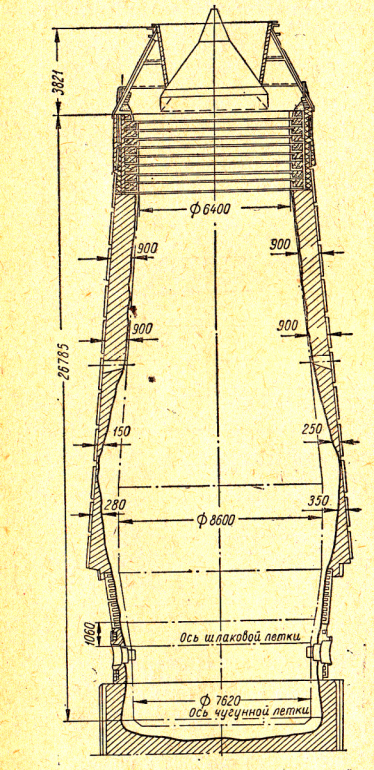 3821
ф 6400
900
900
900
900
26785
150
250
280
350
ф 8600
1060
Ось шлаковой летки
ф 7620
Ось чугунной летки